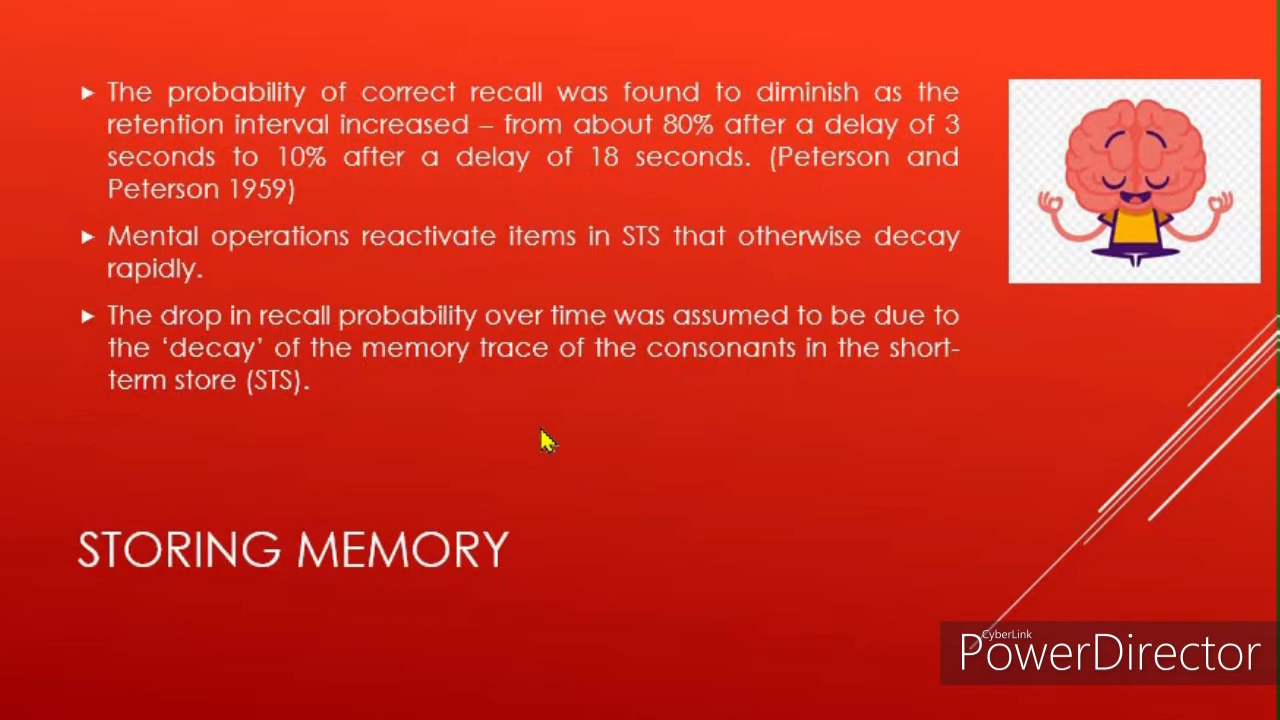 The probability of correct recall was found to diminish as the
retention interval increased – from about 80% after a delay of 3
seconds to 10% after a delay of 18 seconds. (Peterson and
Peterson 1959)
Mental operations reactivate items in STS that otherwise decay
rapidly.
The drop in recall probability over time was assumed to be due to
the ‘decay’ of the memory trace of the consonants in the short-
term store (STS).
STORING MEMORY
CyberLink
PowerDirector